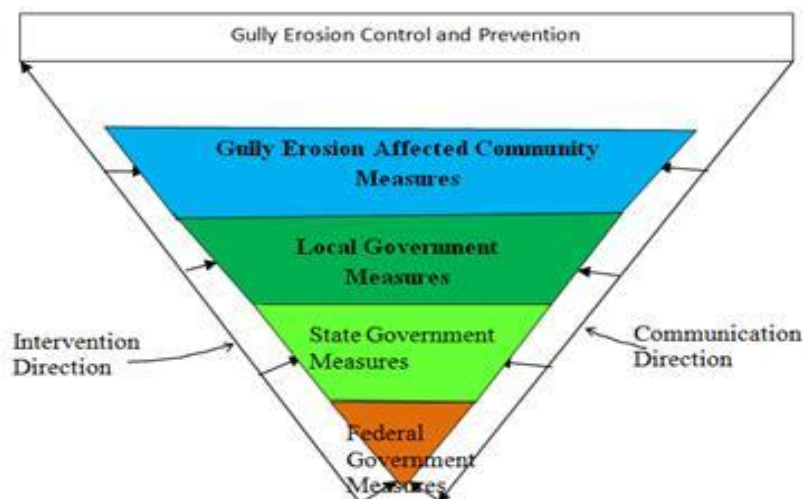 Gully Erosion Control and Prevention
Gully Erosion Affected Community
Measures
Local Government
Measures
State Government
Measures
Intervention
Direction
Communication
Direction
Federal
Government
Measures